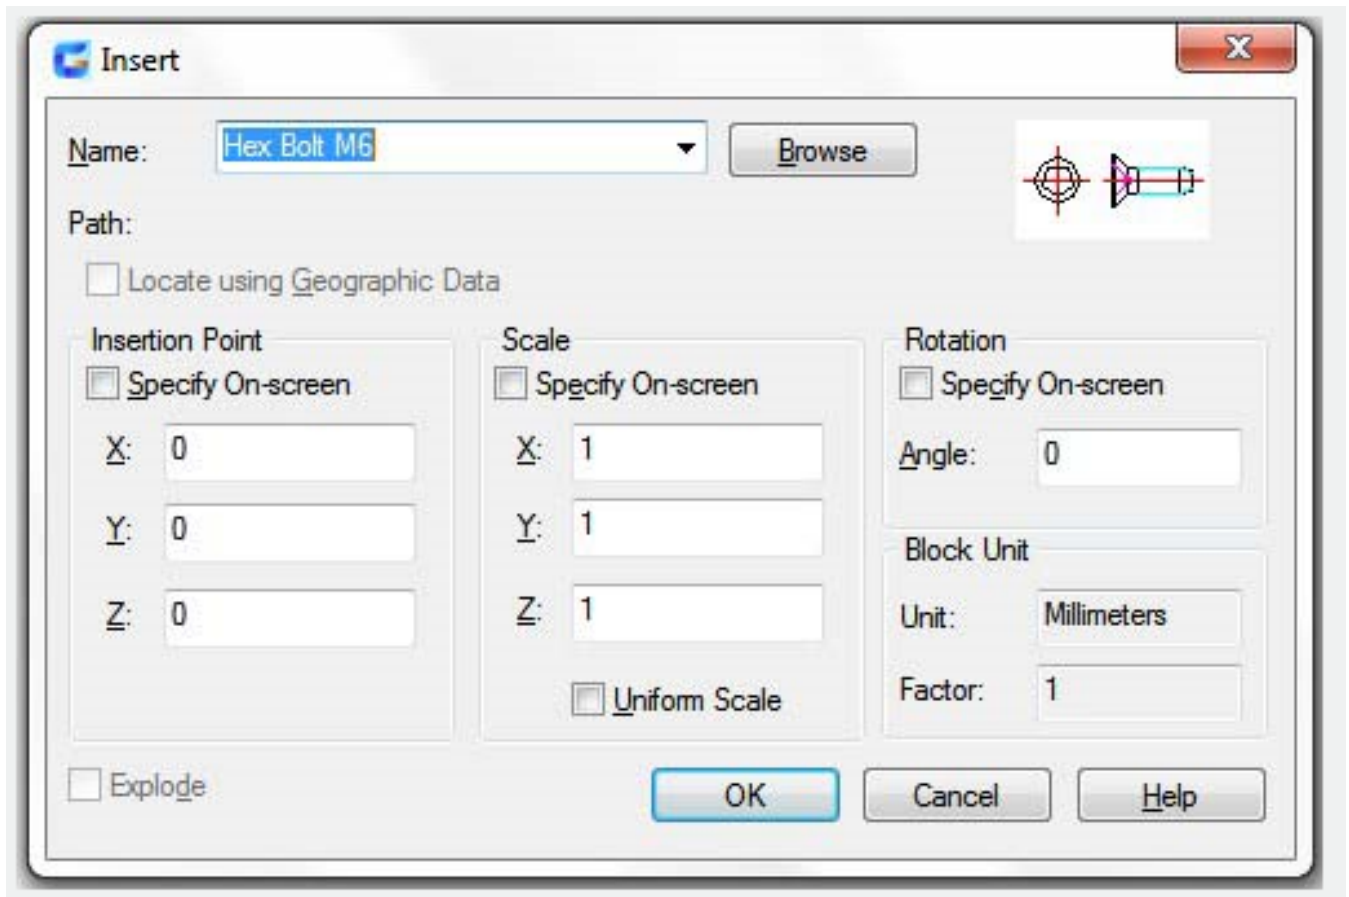 Insert
Name: Hex Bolt M6 Browse
Path:
Locate using Geographic Data
Insertion Point
Specify On-screen
X: 0
Y: 0
Z: 0
Scale
Specify On-screen
X: 1
Y: 1
Z: 1
Uniform Scale
Rotation
Specify On-screen
Angle: 0
Block Unit
Unit: Millimeters
Factor: 1
Explode
OK Cancel Help